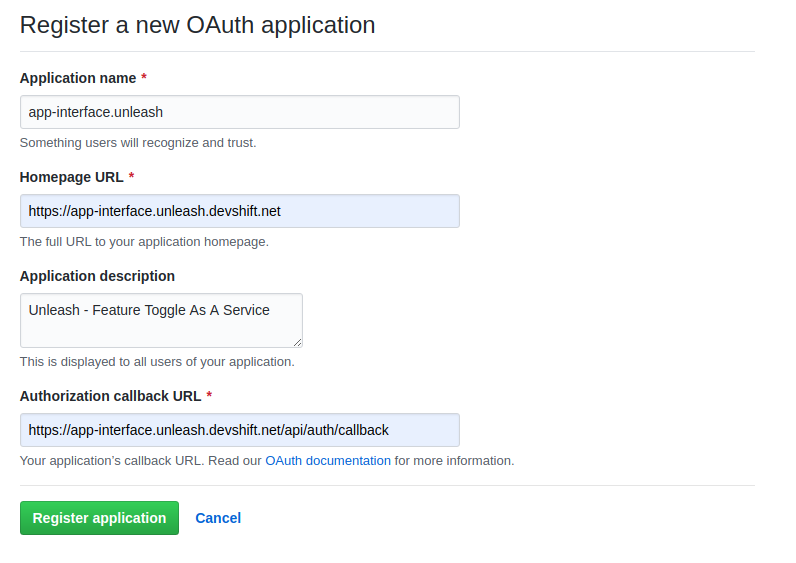 Register a new OAuth application
Application name *
app-interface.unleash
Something users will recognize and trust.
Homepage URL *
https://app-interface.unleash.devshift.net
The full URL to your application homepage.
Application description
Unleash - Feature Toggle As A Service
This is displayed to all users of your application.
Authorization callback URL *
https://app-interface.unleash.devshift.net/api/auth/callback
Your application's callback URL. Read our OAuth documentation for more information.
Register application Cancel